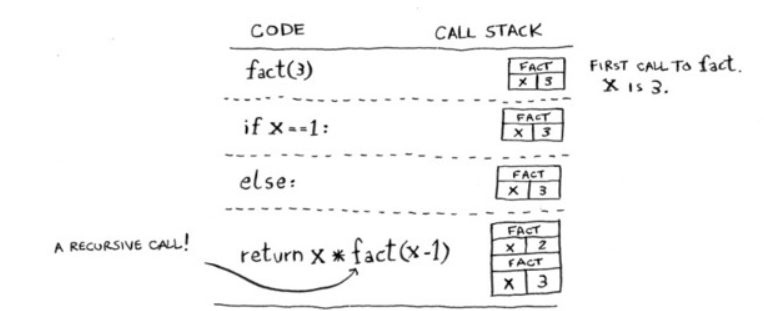 CODE CALL STACK
fact(3)
FACT
X 3
FIRST CALL TO fact.
X IS 3.
if x==1:
FACT
X 3
else:
FACT
X 3
A RECURSIVE CALL!
return x * fact(x-1)
FACT
X 2
FACT
X 3